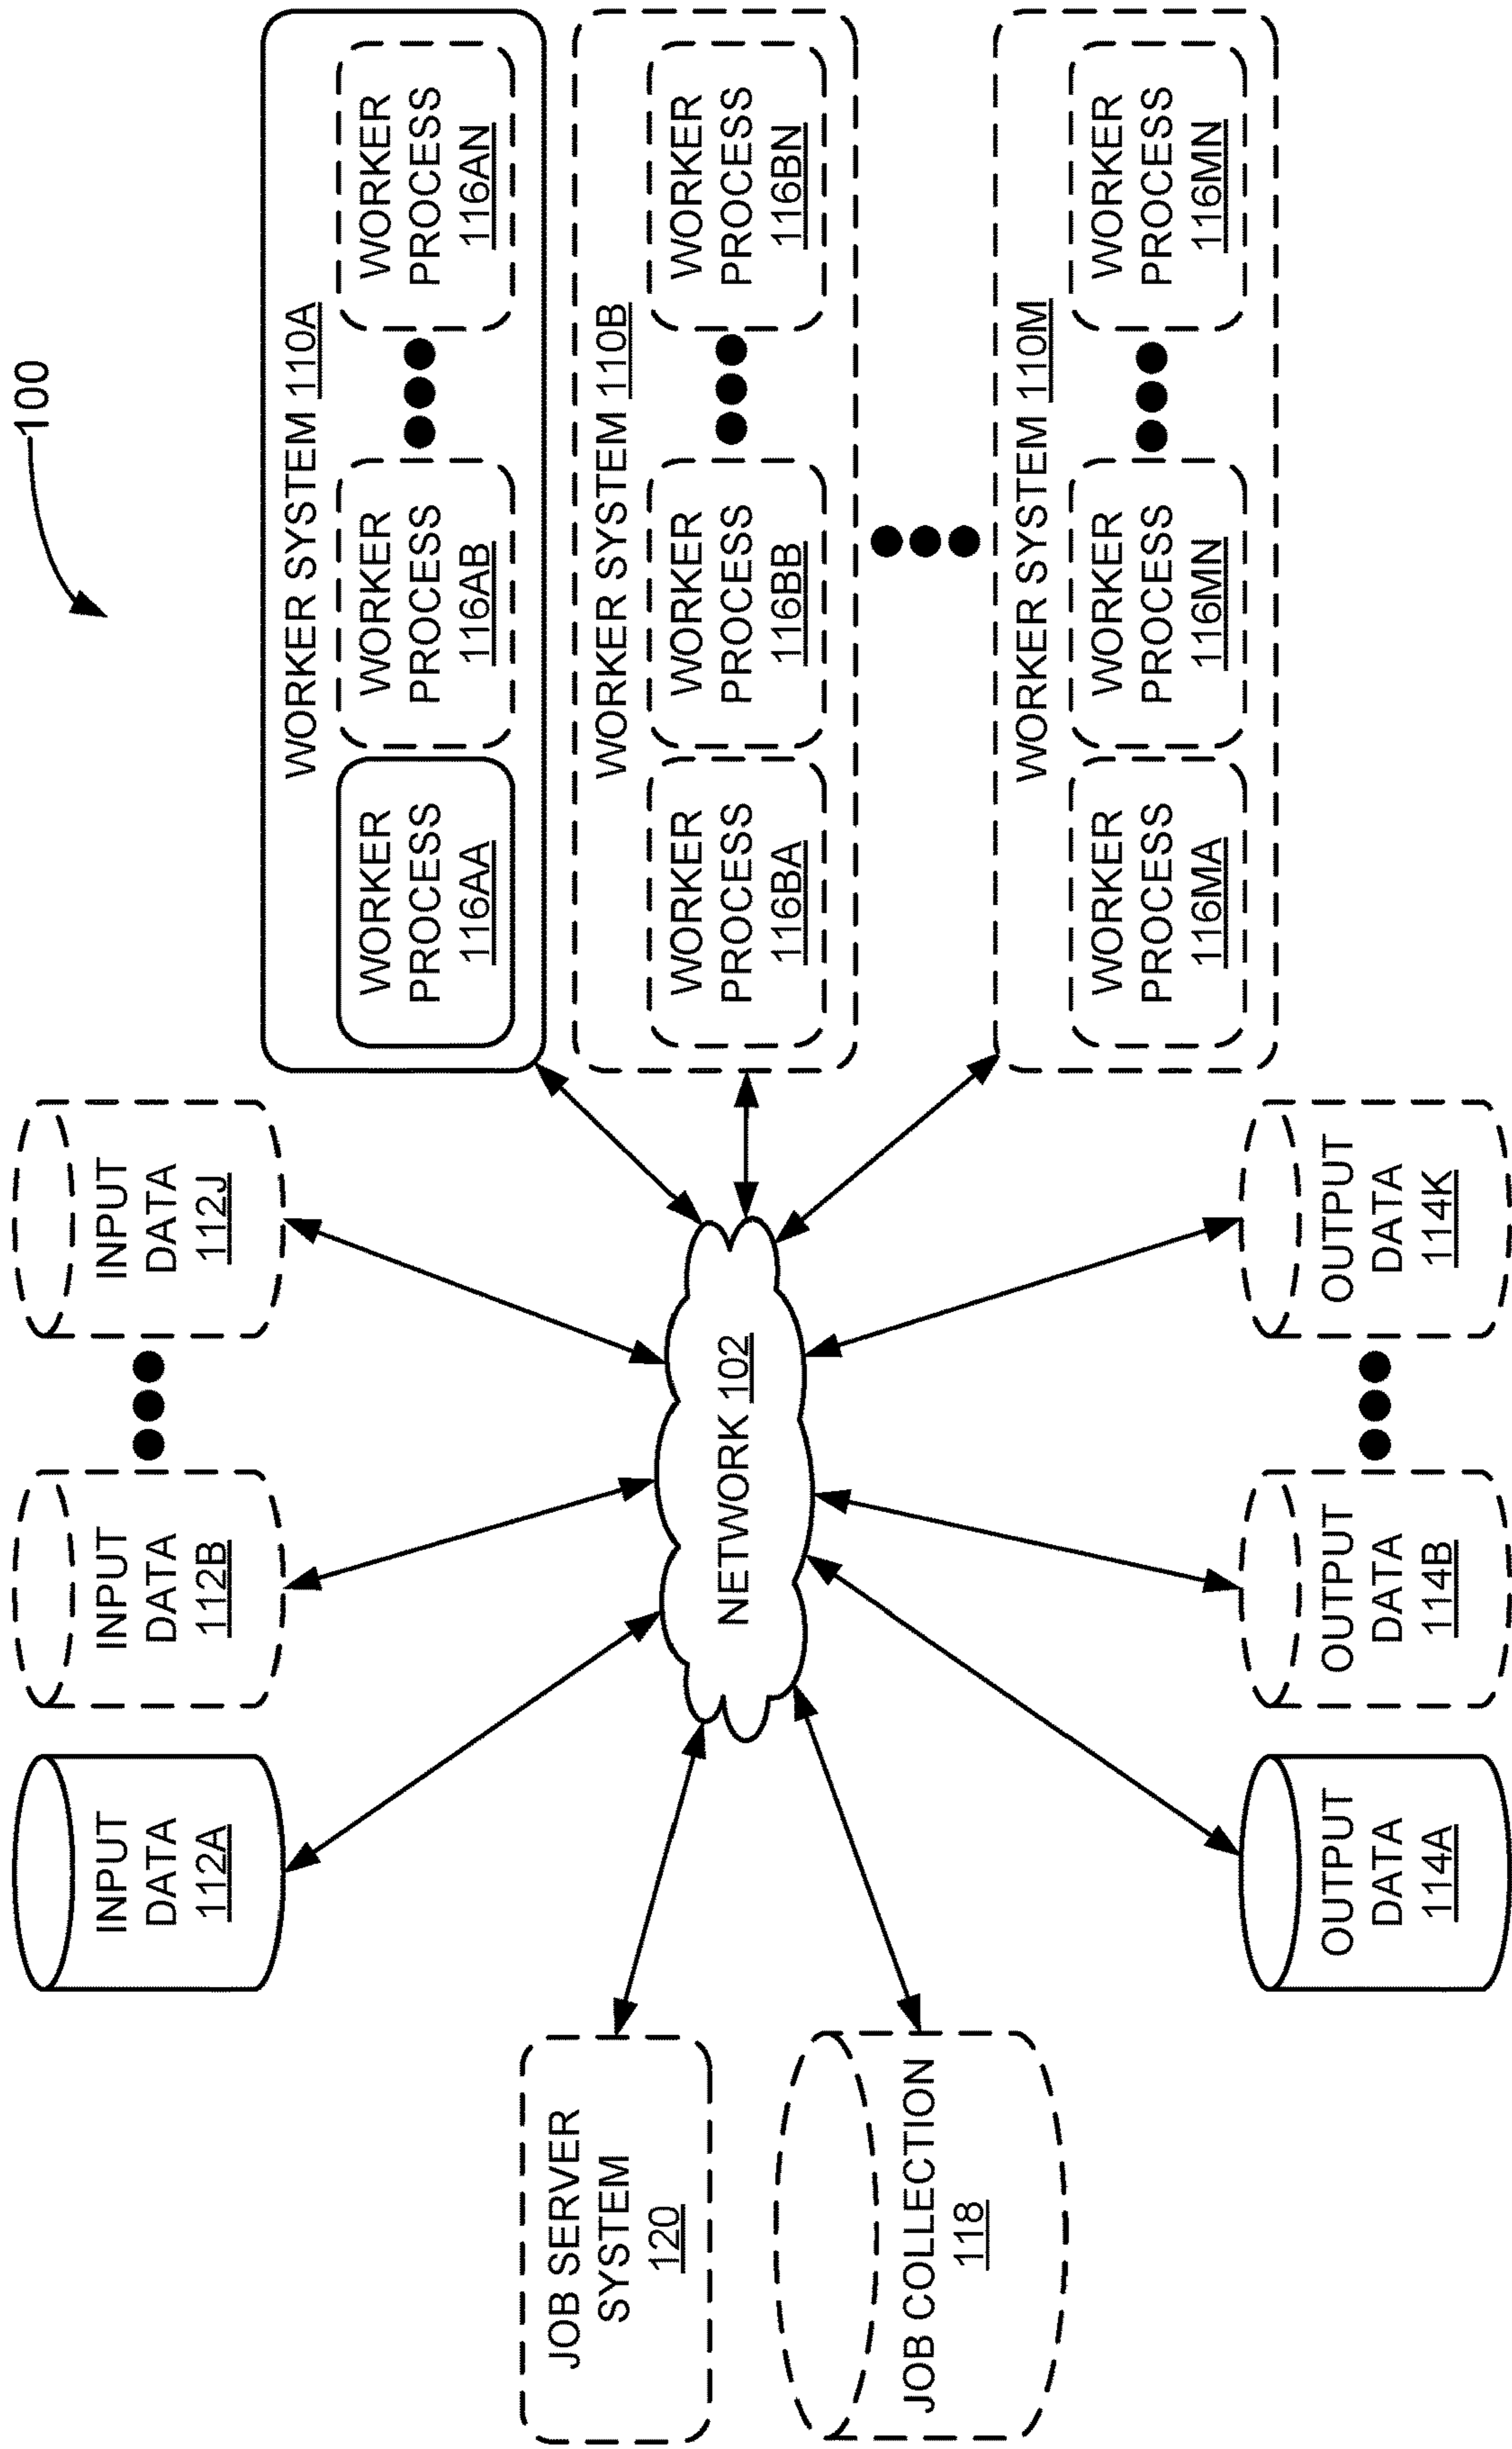 100
INPUT
DATA
112A
INPUT
DATA
112B
INPUT
DATA
112J
WORKER SYSTEM 110A
WORKER
PROCESS
116AA
WORKER
PROCESS
116AB
WORKER
PROCESS
116AN
JOB SERVER
SYSTEM
120
NETWORK 102
WORKER SYSTEM 110B
WORKER
PROCESS
116BA
WORKER
PROCESS
116BB
WORKER
PROCESS
116BN
JOB COLLECTION
118
WORKER SYSTEM 110M
WORKER
PROCESS
116MA
WORKER
PROCESS
116MN
WORKER
PROCESS
116MN
OUTPUT
DATA
114A
OUTPUT
DATA
114B
OUTPUT
DATA
114K